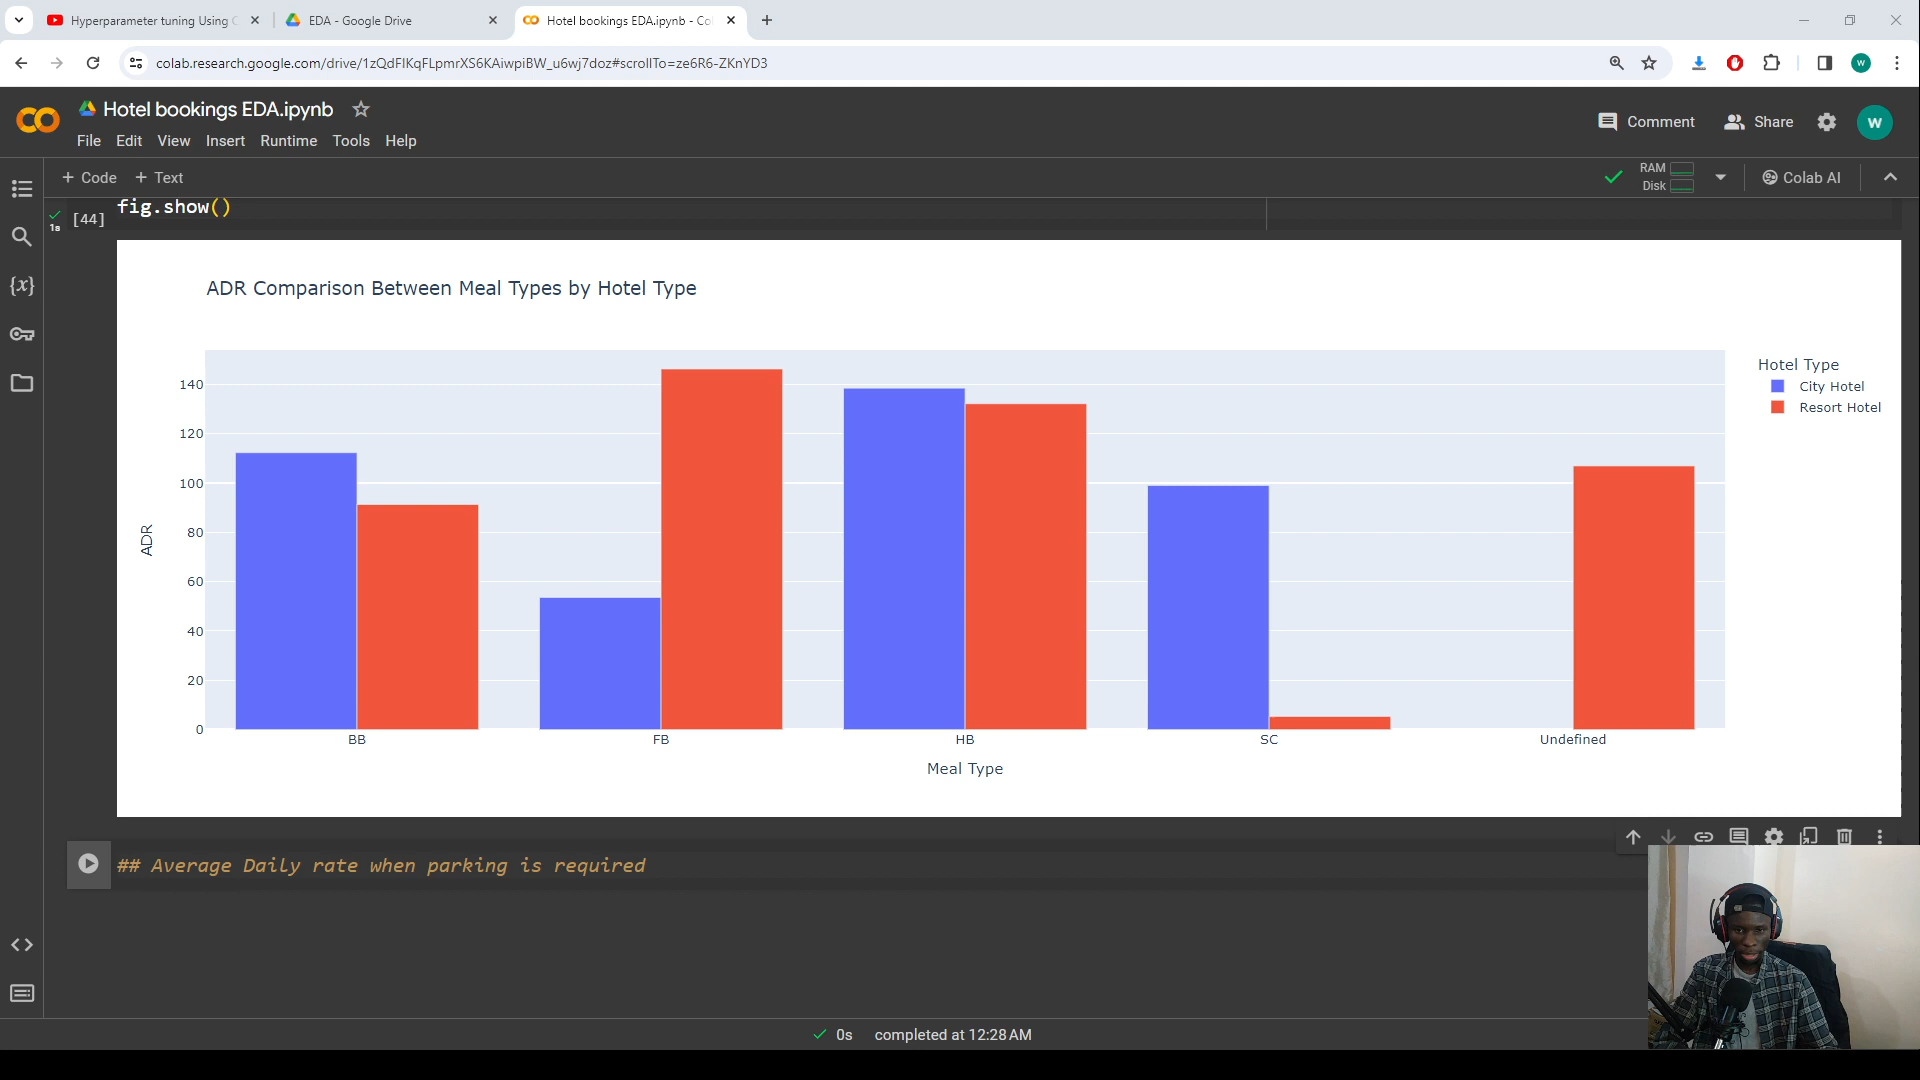 Hyperparameter tuning Using
EDA - Google Drive
Hotel bookings EDA.ipynb - Co
colab.research.google.com/drive/1zQdFIKqFLpmrXS6KAiwpiBW_u6wj7doz#scrollTo=ze6R6-ZKnYD3
W
Hotel bookings EDA.ipynb
File Edit View Insert Runtime Tools Help
Comment
Share
W
+ Code + Text
RAM
Disk
Colab AI
1s
[44]
fig.show()
{x}
ADR Comparison Between Meal Types by Hotel Type
Hotel Type
City Hotel
Resort Hotel
ADR
140
120
100
80
60
40
20
0
BB FB HB SC Undefined
Meal Type
## Average Daily rate when parking is required
0s completed at 12:28 AM